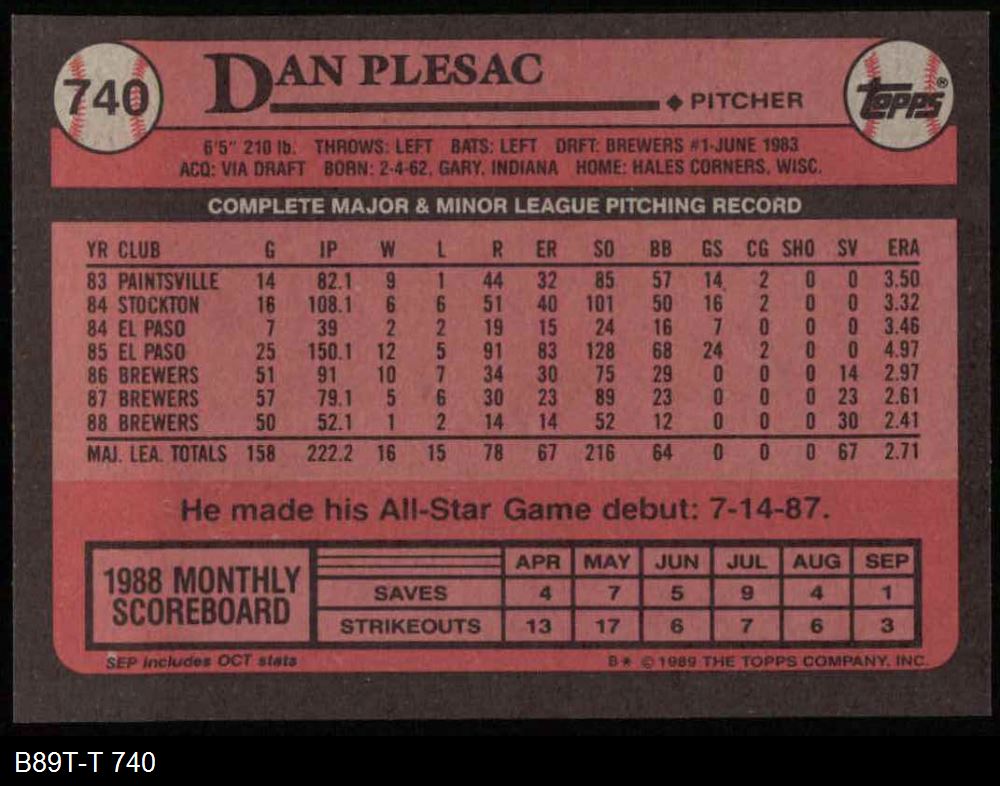 740
DAN PLESAC
◆ PITCHER
TOPPS®
6'5" 210 lb. THROWS: LEFT BATS: LEFT DRFT: BREWERS #1-JUNE 1983
ACQ: VIA DRAFT BORN: 2-4-62, GARY, INDIANA HOME: HALES CORNERS, WISC.
COMPLETE MAJOR & MINOR LEAGUE PITCHING RECORD
YR CLUB G IP W L R ER SO BB GS CG SHO SV ERA
83 PAINTSVILLE 14 82.1 9 1 44 32 85 57 14 2 0 0 3.50
84 STOCKTON 16 108.1 6 6 51 40 101 50 16 2 0 0 3.32
84 EL PASO 7 39 2 2 19 15 24 16 7 0 0 0 3.46
85 EL PASO 25 150.1 12 5 91 83 128 68 24 2 0 0 4.97
86 BREWERS 51 91 10 7 34 30 75 29 0 0 0 14 2.97
87 BREWERS 57 79.1 5 6 30 23 89 23 0 0 0 23 2.61
88 BREWERS 50 52.1 1 2 14 14 52 12 0 0 0 30 2.41
MAJ. LEA. TOTALS 158 222.2 16 15 78 67 216 64 0 0 0 67 2.71
He made his All-Star Game debut: 7-14-87.
1988 MONTHLY
SCOREBOARD
APR MAY JUN JUL AUG SEP
SAVES 4 7 5 9 4 1
STRIKEOUTS 13 17 6 7 6 3
SEP includes OCT stats
B* © 1989 THE TOPPS COMPANY, INC.
B89T-T 740